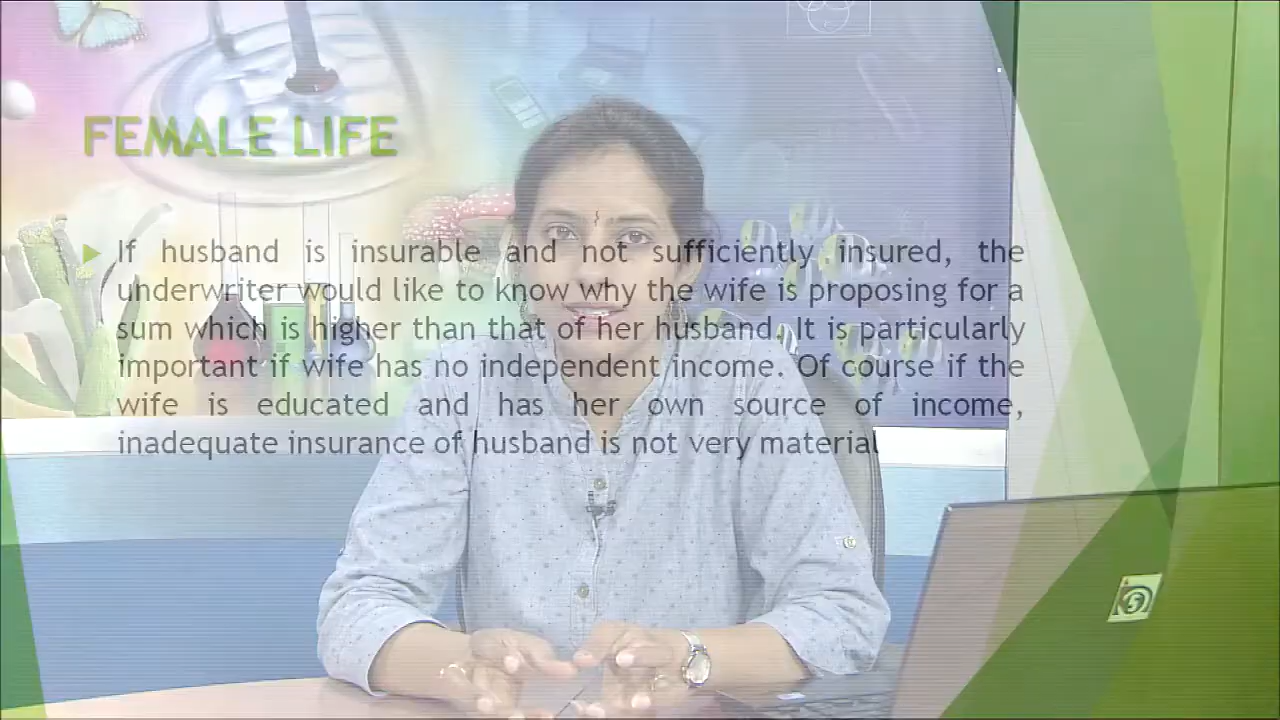 FEMALE LIFE
If husband is insurable and not sufficiently insured, the
underwriter would like to know why the wife is proposing for a
sum which is higher than that of her husband. It is particularly
important if wife has no independent income. Of course if the
wife is educated and has her own source of income,
inadequate insurance of husband is not very material